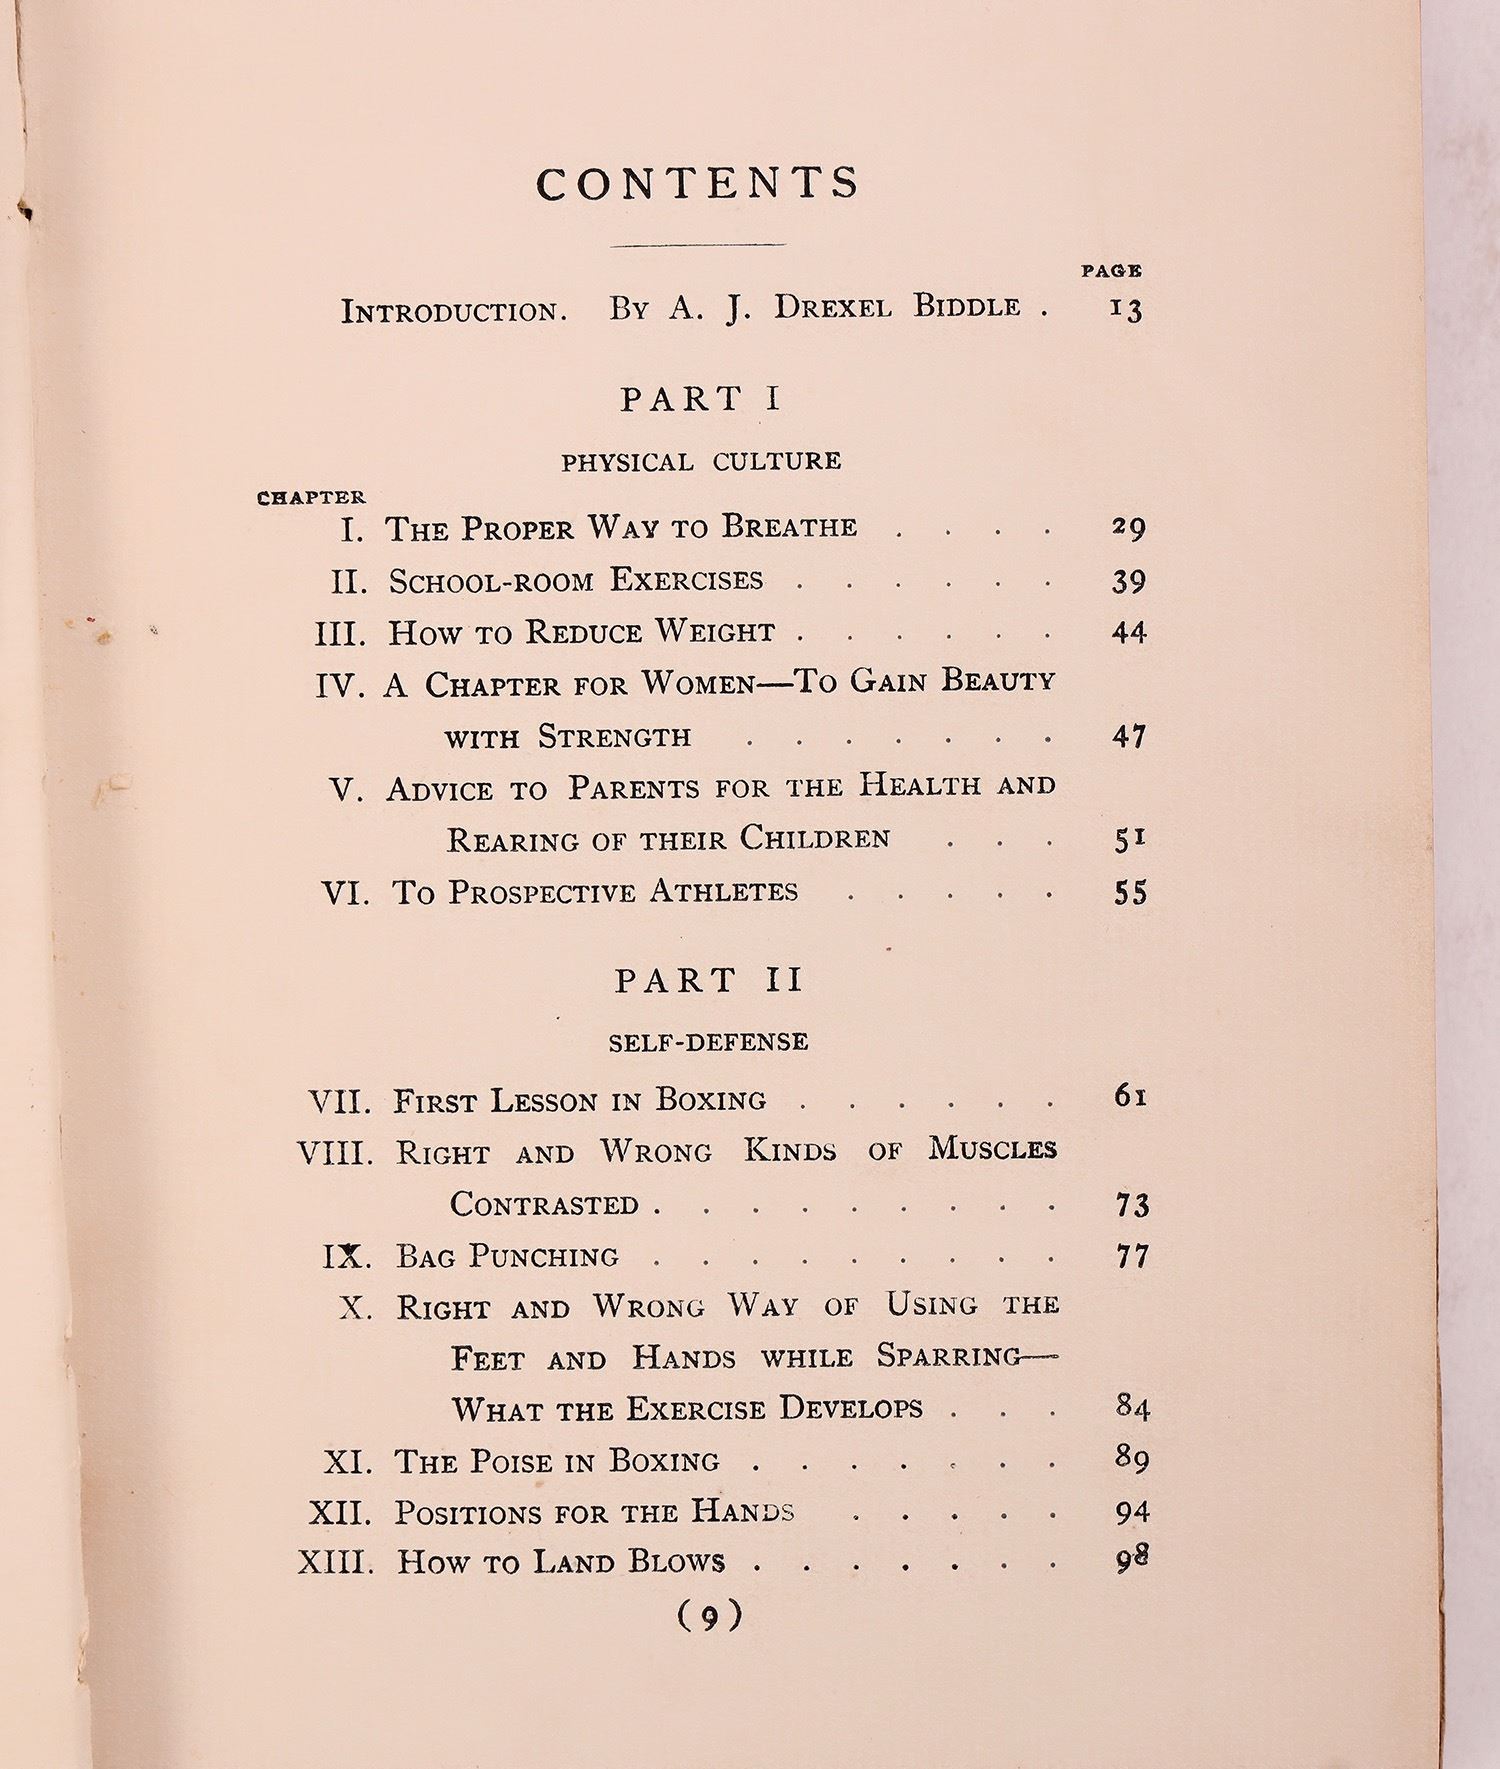 CONTENTS
PAGE
INTRODUCTION. BY A. J. DREXEL BIDDLE . 13
PART I
PHYSICAL CULTURE
CHAPTER
I. THE PROPER WAY TO BREATHE . . . . 29
II. SCHOOL-ROOM EXERCISES . . . . . . 39
III. HOW TO REDUCE WEIGHT . . . . . . 44
IV. A CHAPTER FOR WOMEN—TO GAIN BEAUTY
WITH STRENGTH . . . . . . . 47
V. ADVICE TO PARENTS FOR THE HEALTH AND
REARING OF THEIR CHILDREN . . . 51
VI. TO PROSPECTIVE ATHLETES . . . . . 55
PART II
SELF-DEFENSE
VII. FIRST LESSON IN BOXING . . . . . . 61
VIII. RIGHT AND WRONG KINDS OF MUSCLES
CONTRASTED . . . . . . . . . 73
IX. BAG PUNCHING . . . . . . . . . 77
X. RIGHT AND WRONG WAY OF USING THE
FEET AND HANDS WHILE SPARRING—
WHAT THE EXERCISE DEVELOPS . . . 84
XI. THE POISE IN BOXING . . . . . . . 89
XII. POSITIONS FOR THE HANDS . . . . . 94
XIII. HOW TO LAND BLOWS . . . . . . . 98
(9)